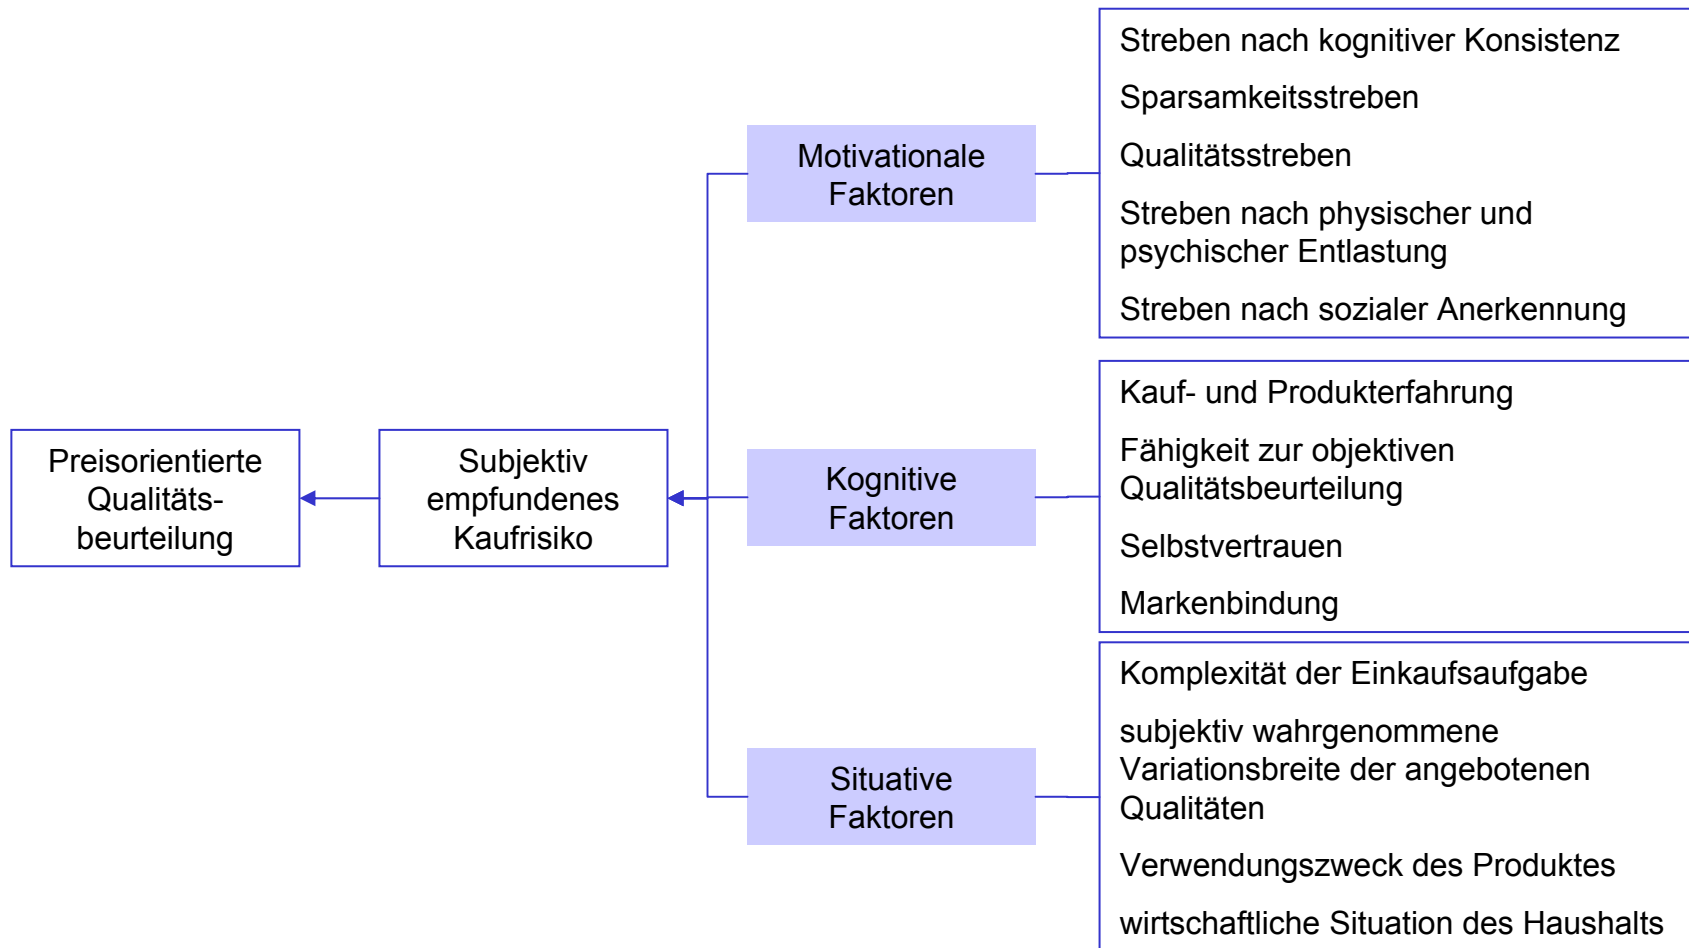 Preisorientierte
Qualitäts-
beurteilung
Subjektiv
empfundenes
Kaufrisiko
Motivationale
Faktoren
Streben nach kognitiver Konsistenz
Sparsamkeitsstreben
Qualitätsstreben
Streben nach physischer und
psychischer Entlastung
Streben nach sozialer Anerkennung
Kognitive
Faktoren
Kauf- und Produkterfahrung
Fähigkeit zur objektiven
Qualitätsbeurteilung
Selbstvertrauen
Markenbindung
Situative
Faktoren
Komplexität der Einkaufsaufgabe
subjektiv wahrgenommene
Variationsbreite der angebotenen
Qualitäten
Verwendungszweck des Produktes
wirtschaftliche Situation des Haushalts